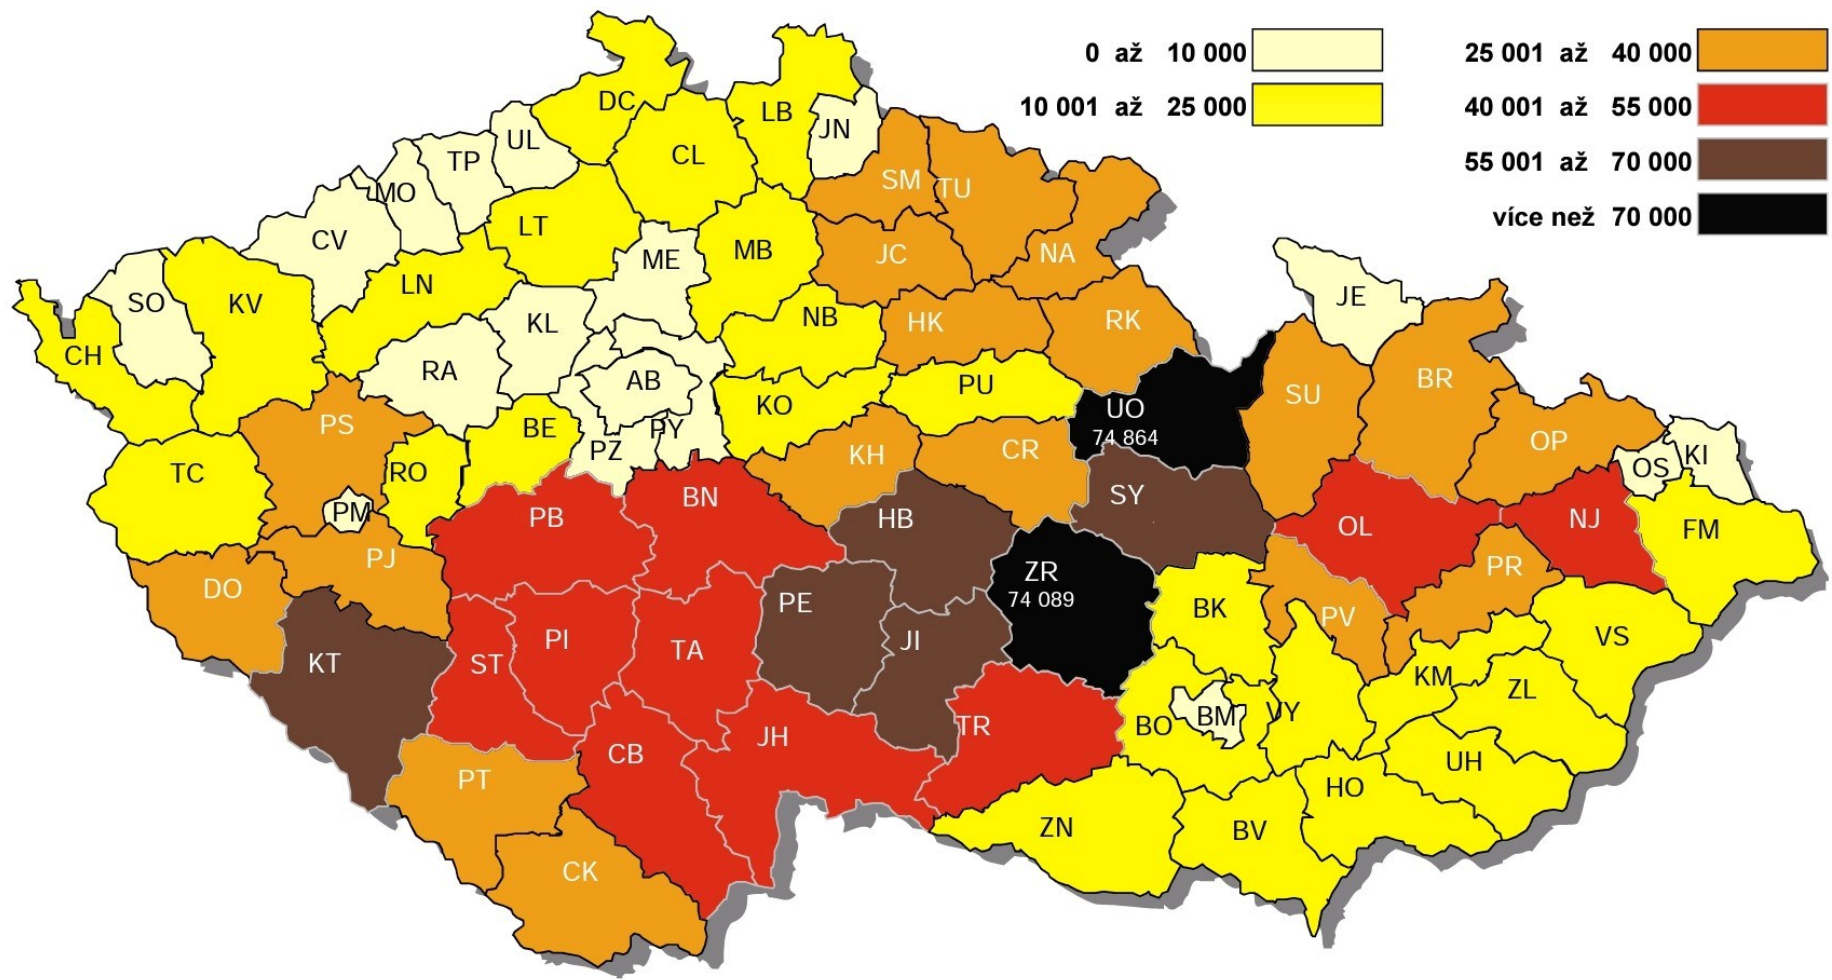 0 až 10 000
10 001 až 25 000
25 001 až 40 000
40 001 až 55 000
55 001 až 70 000
více než 70 000
DC
LB
JN
UL
TP
CL
MO
SM
TU
LT
CV
ME
MB
JC
NA
LN
SO
KV
KL
NB
HK
RK
JE
CH
RA
AB
KO
PU
UO
74 864
SU
BR
PS
BE
PZ
PY
KH
CR
OP
TC
RO
OS
KI
PM
PB
BN
HB
SY
OL
NJ
FM
PJ
DO
ZR
74 089
PR
PE
BK
PV
VS
KT
ST
PI
TA
JI
KM
ZL
BO
BM
VY
TR
JH
CB
PT
UH
HO
ZN
BV
CK